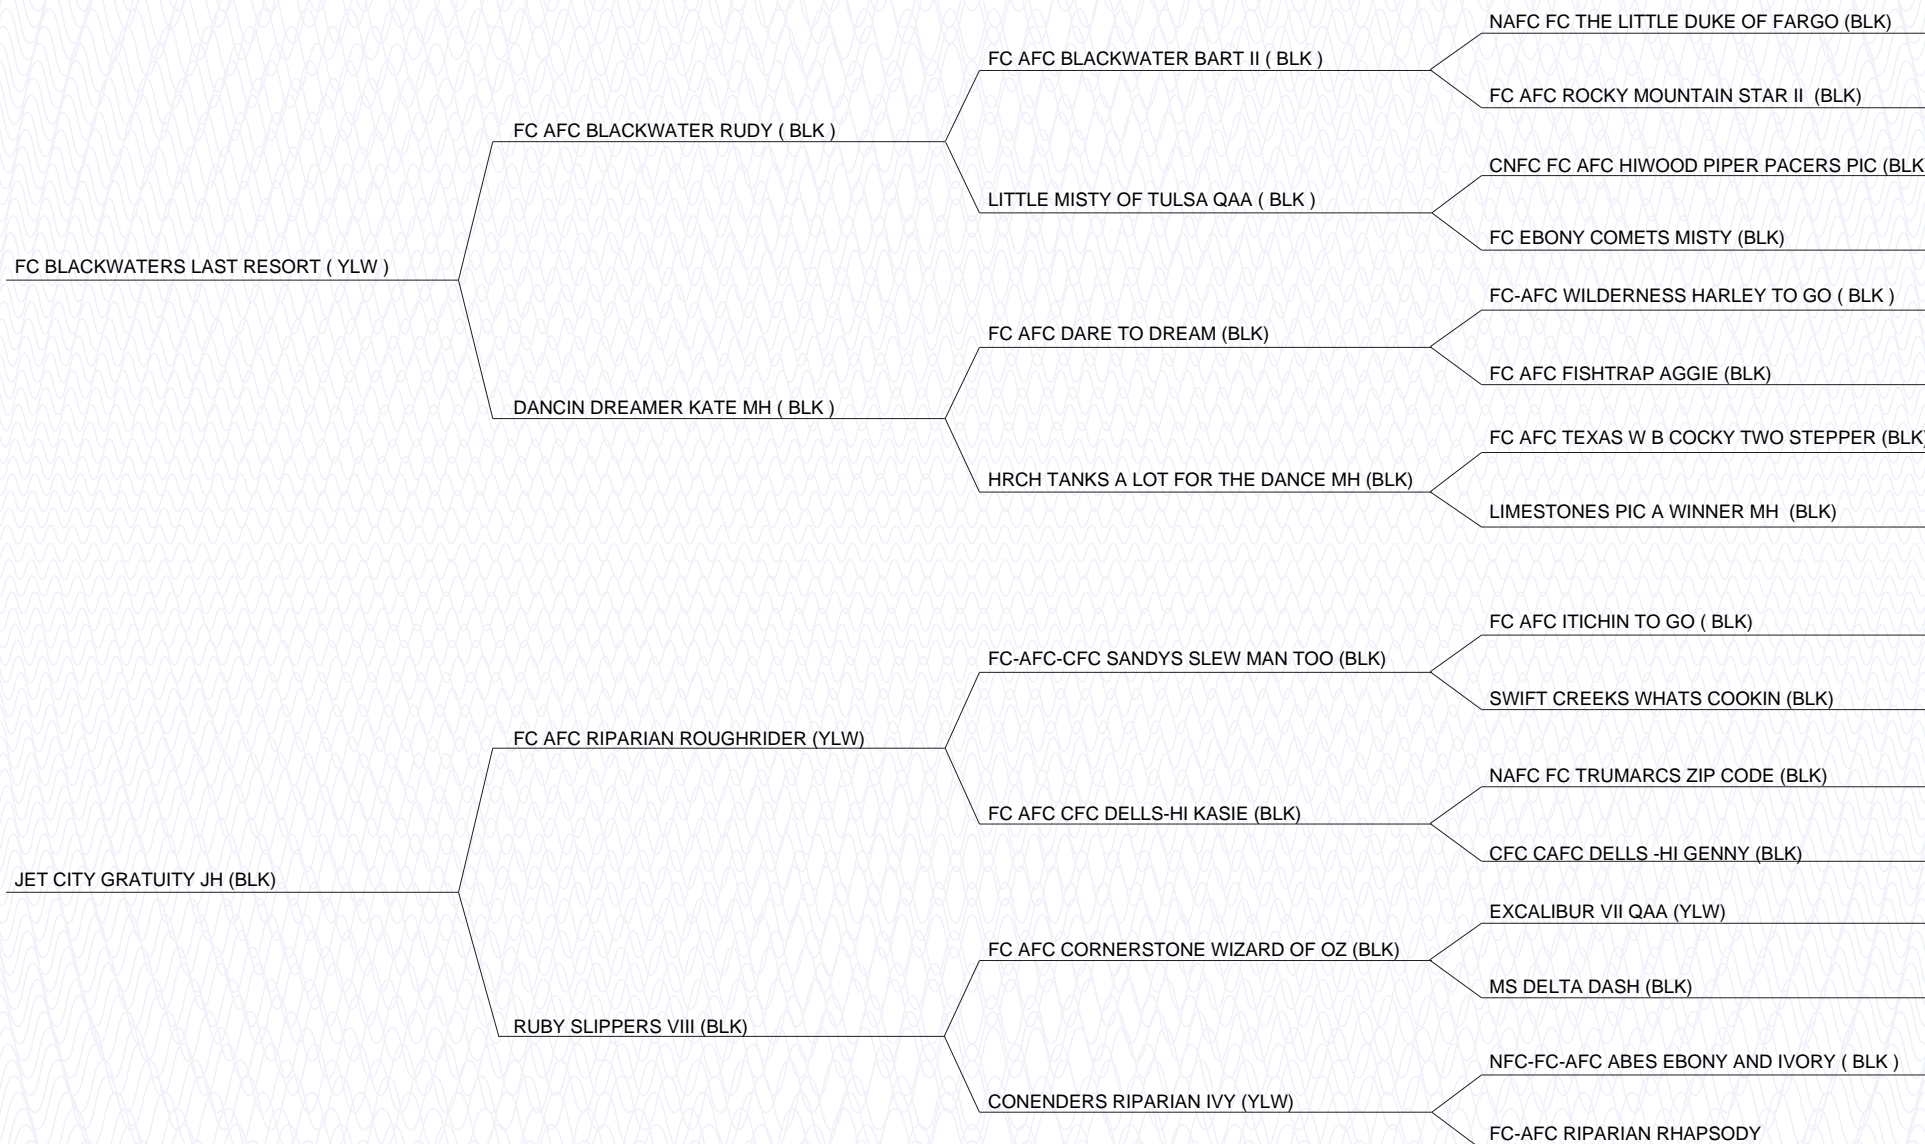 NAFC FC THE LITTLE DUKE OF FARGO (BLK)
FC AFC BLACKWATER BART II ( BLK )
FC AFC ROCKY MOUNTAIN STAR II (BLK)
FC AFC BLACKWATER RUDY ( BLK )
CNFC FC AFC HIWOOD PIPER PACERS PIC (BLK
LITTLE MISTY OF TULSA QAA ( BLK )
FC EBONY COMETS MISTY (BLK)
FC BLACKWATERS LAST RESORT ( YLW )
FC-AFC WILDERNESS HARLEY TO GO ( BLK )
FC AFC DARE TO DREAM (BLK)
FC AFC FISHTRAP AGGIE (BLK)
DANCIN DREAMER KATE MH ( BLK )
FC AFC TEXAS W B COCKY TWO STEPPER (BLK)
HRCH TANKS A LOT FOR THE DANCE MH (BLK)
LIMESTONES PIC A WINNER MH (BLK)
FC AFC ITICHIN TO GO ( BLK)
FC-AFC-CFC SANDYS SLEW MAN TOO (BLK)
SWIFT CREEKS WHATS COOKIN (BLK)
FC AFC RIPARIAN ROUGHRIDER (YLW)
NAFC FC TRUMARCS ZIP CODE (BLK)
FC AFC CFC DELLS-HI KASIE (BLK)
CFC CAFC DELLS -HI GENNY (BLK)
JET CITY GRATUITY JH (BLK)
EXCALIBUR VII QAA (YLW)
FC AFC CORNERSTONE WIZARD OF OZ (BLK)
MS DELTA DASH (BLK)
RUBY SLIPPERS VIII (BLK)
NFC-FC-AFC ABES EBONY AND IVORY ( BLK )
CONENDERS RIPARIAN IVY (YLW)
FC-AFC RIPARIAN RHAPSODY